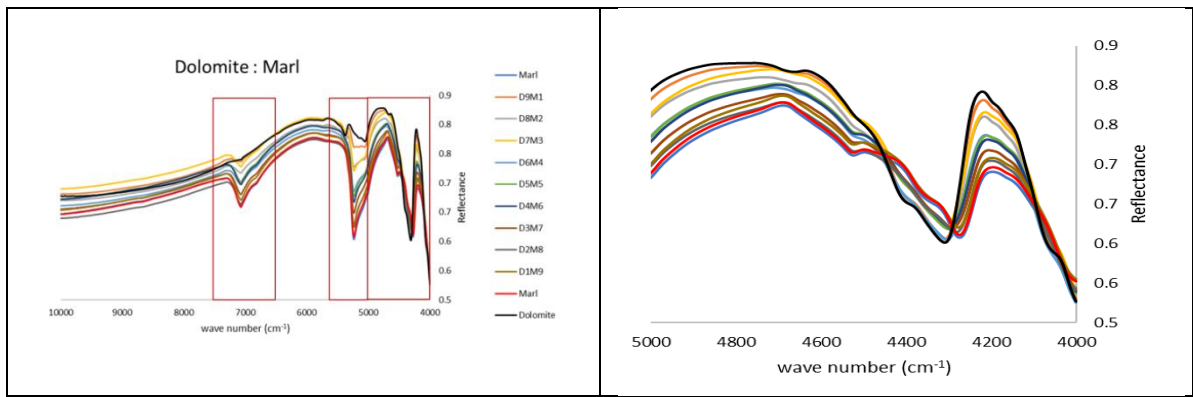 Dolomite : Marl
Marl
D9M1
D8M2
D7M3
D6M4
D5M5
D4M6
D3M7
D2M8
D1M9
Marl
Dolomite
0.9
0.8
0.8
0.7
0.7
0.6
0.6
0.5
Reflectance
10000 9000 8000 7000 6000 5000 4000
wave number (cm⁻¹)
0.9
0.8
0.8
0.7
0.7
0.6
0.6
0.5
Reflectance
5000 4800 4600 4400 4200 4000
wave number (cm⁻¹)